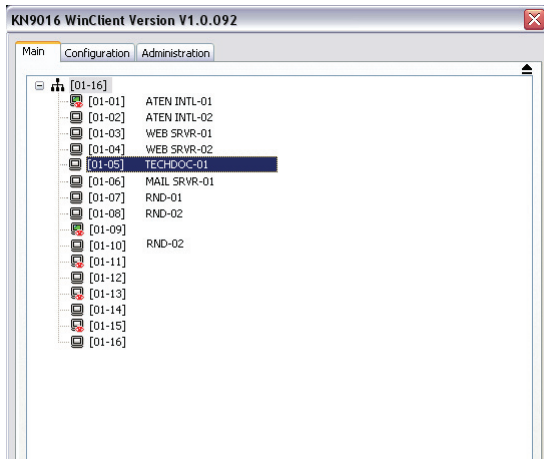 KN9016 WinClient Version V1.0.092
Main Configuration Administration
[01-16]
[01-01] ATEN INTL-01
[01-02] ATEN INTL-02
[01-03] WEB SRVR-01
[01-04] WEB SRVR-02
[01-05] TECHDOC-01
[01-06] MAIL SRVR-01
[01-07] RND-01
[01-08] RND-02
[01-09]
[01-10] RND-02
[01-11]
[01-12]
[01-13]
[01-14]
[01-15]
[01-16]